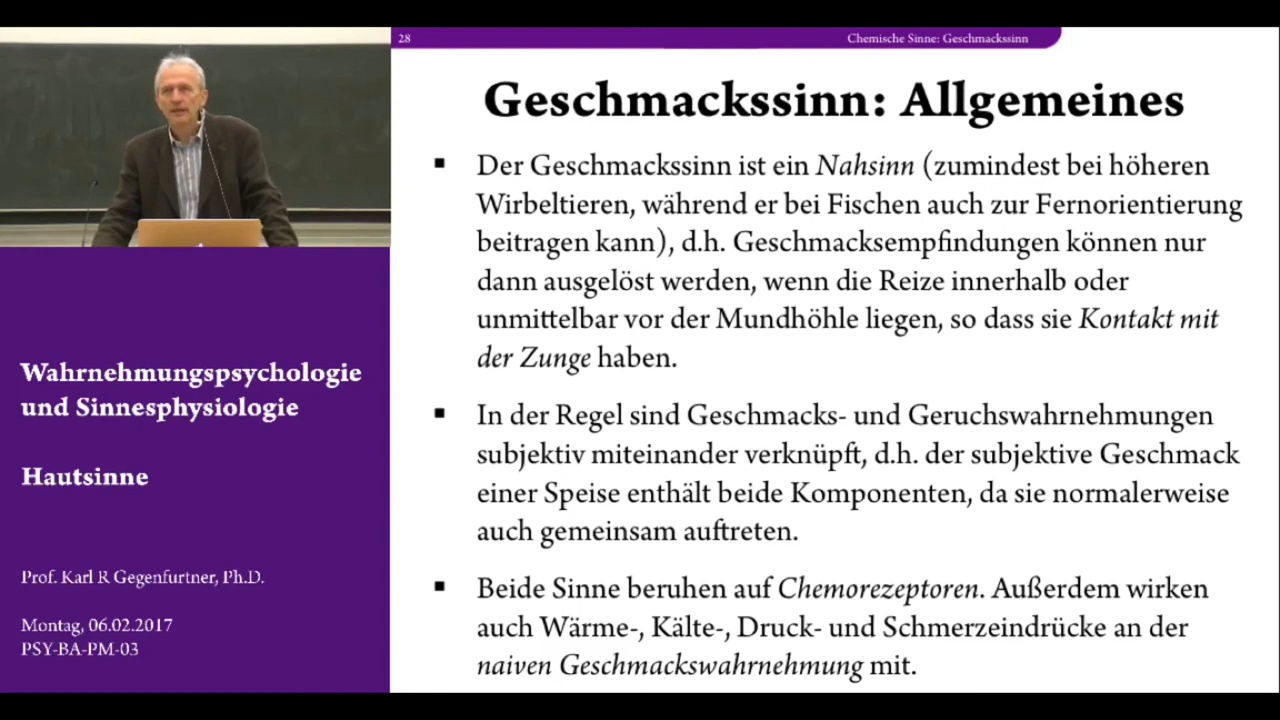 28
Chemische Sinne: Geschmackssinn
Geschmackssinn: Allgemeines
Der Geschmackssinn ist ein Nahsinn (zumindest bei höheren
Wirbeltieren, während er bei Fischen auch zur Fernorientierung
beitragen kann), d.h. Geschmacksempfindungen können nur
dann ausgelöst werden, wenn die Reize innerhalb oder
unmittelbar vor der Mundhöhle liegen, so dass sie Kontakt mit
der Zunge haben.
In der Regel sind Geschmacks- und Geruchswahrnehmungen
subjektiv miteinander verknüpft, d.h. der subjektive Geschmack
einer Speise enthält beide Komponenten, da sie normalerweise
auch gemeinsam auftreten.
Beide Sinne beruhen auf Chemorezeptoren. Außerdem wirken
auch Wärme-, Kälte-, Druck- und Schmerzeindrücke an der
naiven Geschmackswahrnehmung mit.
Wahrnehmungspsychologie
und Sinnesphysiologie
Hautsinne
Prof. Karl R Gegenfurtner, Ph.D.
Montag, 06.02.2017
PSY-BA-PM-03